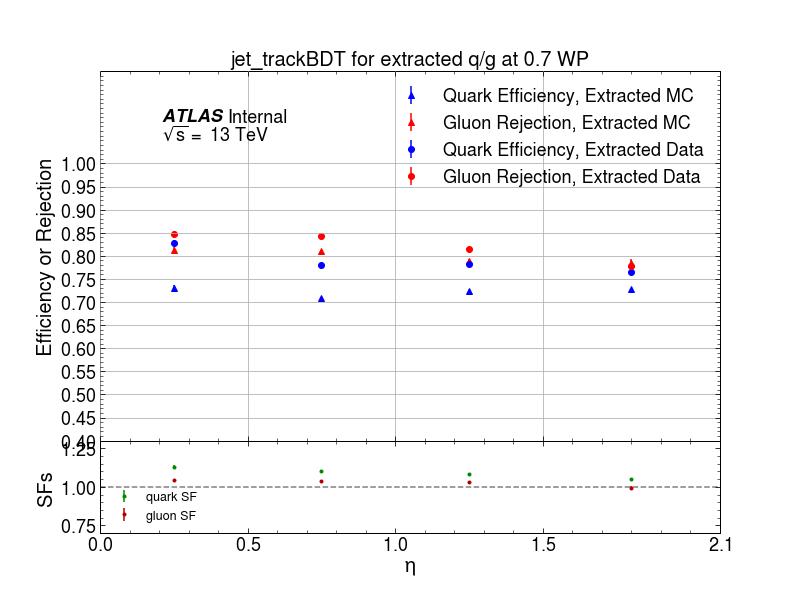 jet_trackBDT for extracted q/g at 0.7 WP
ATLAS Internal
√s = 13 TeV
Quark Efficiency, Extracted MC
Gluon Rejection, Extracted MC
Quark Efficiency, Extracted Data
Gluon Rejection, Extracted Data
Efficiency or Rejection
1.00
0.95
0.90
0.85
0.80
0.75
0.70
0.65
0.60
0.55
0.50
0.45
0.40
SFs
1.25
1.00
0.75
quark SF
gluon SF
0.0 0.5 1.0 1.5 2.1
η